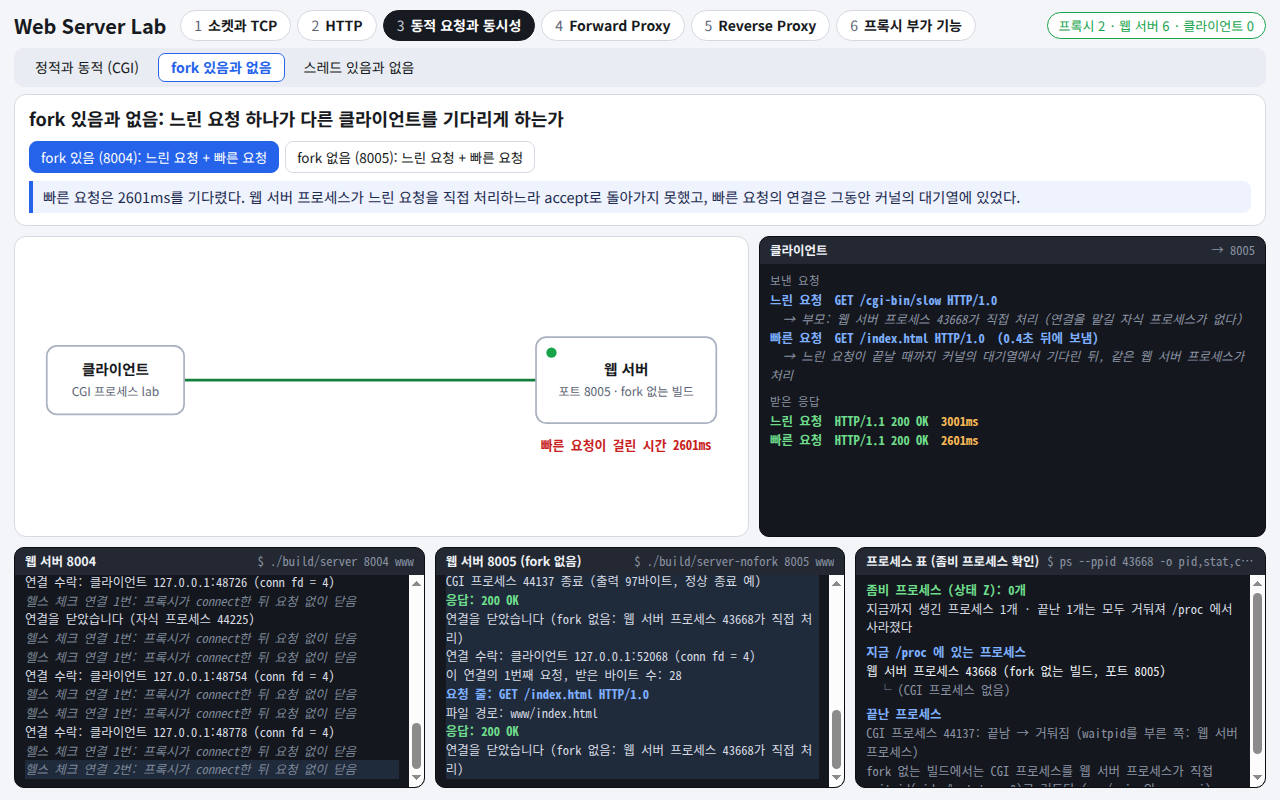 Web Server Lab
1 소켓과 TCP
2 HTTP
3 동적 요청과 동시성
4 Forward Proxy
5 Reverse Proxy
6 프록시 부가 기능
프록시 2 · 웹 서버 6 · 클라이언트 0
정적과 동적 (CGI)
fork 있음과 없음
스레드 있음과 없음
fork 있음과 없음: 느린 요청 하나가 다른 클라이언트를 기다리게 하는가
fork 있음 (8004): 느린 요청 + 빠른 요청
fork 없음 (8005): 느린 요청 + 빠른 요청
빠른 요청은 2601ms를 기다렸다. 웹 서버 프로세스가 느린 요청을 직접 처리하느라 accept로 돌아가지 못했고, 빠른 요청의 연결은 그동안 커널의 대기열에 있었다.
클라이언트
CGI 프로세스 lab
웹 서버
포트 8005 · fork 없는 빌드
빠른 요청이 걸린 시간 2601ms
클라이언트
→ 8005
보낸 요청
느린 요청 GET /cgi-bin/slow HTTP/1.0
→ 부모: 웹 서버 프로세스 43668가 직접 처리 (연결을 맡길 자식 프로세스가 없다)
빠른 요청 GET /index.html HTTP/1.0 (0.4초 뒤에 보냄)
→ 느린 요청이 끝날 때까지 커널의 대기열에서 기다린 뒤, 같은 웹 서버 프로세스가
처리
받은 응답
느린 요청 HTTP/1.1 200 OK 3001ms
빠른 요청 HTTP/1.1 200 OK 2601ms
웹 서버 8004
$ ./build/server 8004 www
연결 수락: 클라이언트 127.0.0.1:48726 (conn fd = 4)
헬스 체크 연결 1번: 프록시가 connect한 뒤 요청 없이 닫음
연결을 닫았습니다 (자식 프로세스 44225)
헬스 체크 연결 1번: 프록시가 connect한 뒤 요청 없이 닫음
헬스 체크 연결 1번: 프록시가 connect한 뒤 요청 없이 닫음
연결 수락: 클라이언트 127.0.0.1:48754 (conn fd = 4)
헬스 체크 연결 1번: 프록시가 connect한 뒤 요청 없이 닫음
헬스 체크 연결 1번: 프록시가 connect한 뒤 요청 없이 닫음
연결 수락: 클라이언트 127.0.0.1:48778 (conn fd = 4)
헬스 체크 연결 1번: 프록시가 connect한 뒤 요청 없이 닫음
헬스 체크 연결 2번: 프록시가 connect한 뒤 요청 없이 닫음
웹 서버 8005 (fork 없음)
$ ./build/server-nofork 8005 www
CGI 프로세스 44137 종료 (출력 97바이트, 정상 종료 예)
응답: 200 OK
연결을 닫았습니다 (fork 없음: 웹 서버 프로세스 43668가 직접 처
리)
연결 수락: 클라이언트 127.0.0.1:52068 (conn fd = 4)
이 연결의 1번째 요청, 받은 바이트 수: 28
요청 줄: GET /index.html HTTP/1.0
파일 경로: www/index.html
응답: 200 OK
연결을 닫았습니다 (fork 없음: 웹 서버 프로세스 43668가 직접 처
리)
프로세스 표 (좀비 프로세스 확인)
$ ps --ppid 43668 -o pid,stat,c…
좀비 프로세스 (상태 Z): 0개
지금까지 생긴 프로세스 1개 · 끝난 1개는 모두 거둬져 /proc 에서
사라졌다
지금 /proc 에 있는 프로세스
웹 서버 프로세스 43668 (fork 없는 빌드, 포트 8005)
└ (CGI 프로세스 없음)
끝난 프로세스
CGI 프로세스 44137: 끝남 → 거둬짐 (waitpid를 부른 쪽: 웹 서버
프로세스)
fork 없는 빌드에서는 CGI 프로세스를 웹 서버 프로세스가 직접